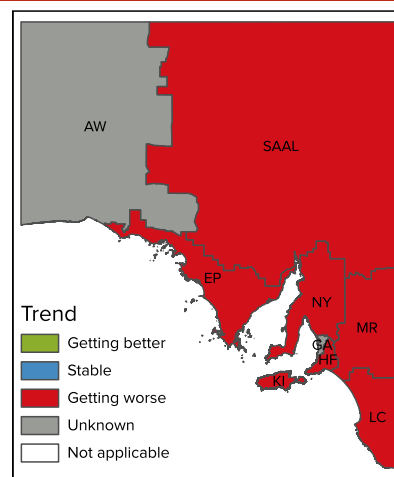 AW
SAAL
EP
NY
GA
MR
HF
KI
LC
Trend
Getting better
Stable
Getting worse
Unknown
Not applicable